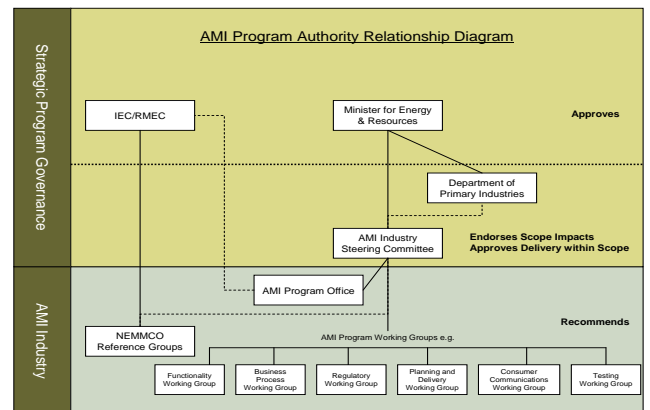 AMI Program Authority Relationship Diagram
Strategic Program Governance
IEC/RMEC
Minister for Energy
& Resources
Approves
Department of
Primary Industries
AMI Industry
Steering Committee
Endorses Scope Impacts
Approves Delivery within Scope
AMI Industry
AMI Program Office
Recommends
NEMMCO
Reference Groups
AMI Program Working Groups e.g.
Functionality
Working Group
Business
Process
Working Group
Regulatory
Working Group
Planning and
Delivery
Working Group
Consumer
Communications
Working Group
Testing
Working Group